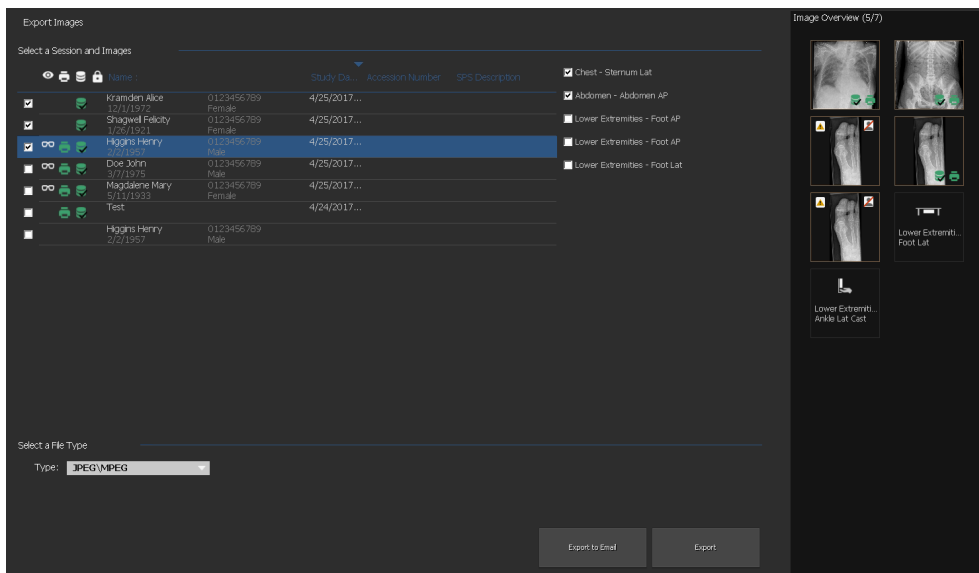 Export Images
Select a Session and Images
Name : Study Da... Accession Number SPS Description
Kramden Alice 0123456789 4/25/2017...
12/1/1972 Female
Shagwell Felicity 0123456789 4/25/2017...
1/26/1921 Female
Higgins Henry 0123456789 4/25/2017...
2/2/1957 Male
Doe John 0123456789 4/25/2017...
3/7/1975 Male
Magdalene Mary 0123456789 4/25/2017...
5/11/1933 Female
Test 4/24/2017...
Higgins Henry 0123456789
2/2/1957 Male
Chest - Sternum Lat
Abdomen - Abdomen AP
Lower Extremities - Foot AP
Lower Extremities - Foot AP
Lower Extremities - Foot Lat
Select a File Type
Type: JPEG\MPEG
Export to Email
Export
Image Overview (5/7)
Lower Extremiti...
Foot Lat
Lower Extremiti...
Ankle Lat Cast